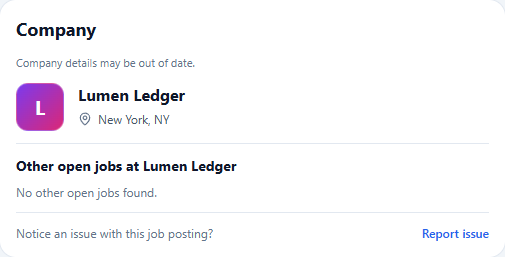 Company
Company details may be out of date.
L
Lumen Ledger
New York, NY
Other open jobs at Lumen Ledger
No other open jobs found.
Notice an issue with this job posting?
Report issue